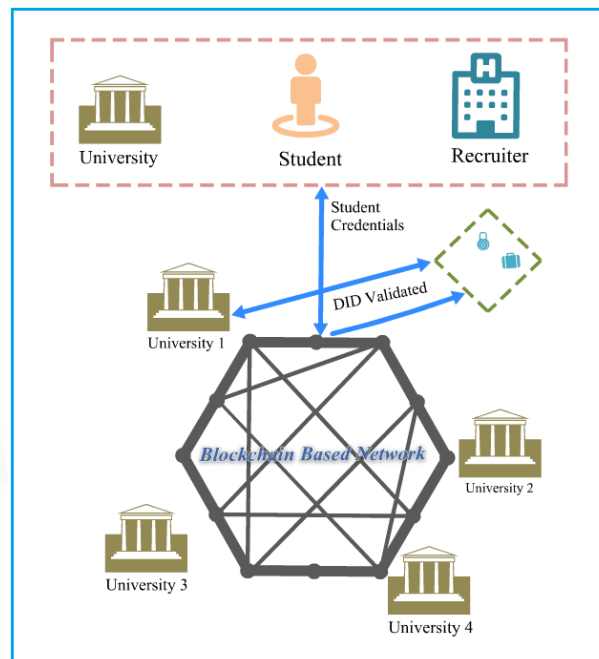 H
University
Student
Recruiter
Student
Credentials
DID Validated
University 1
Blockchain Based Network
University 2
University 3
University 4